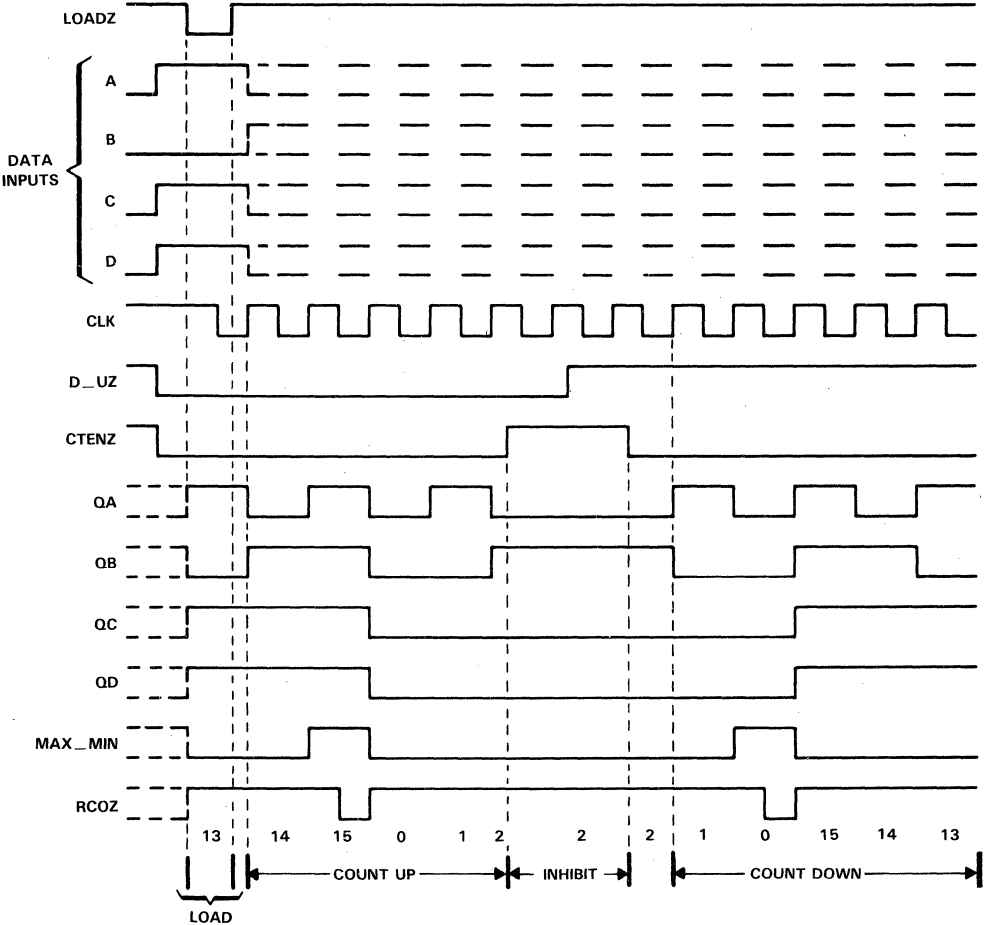 LOADZ
A
B
DATA
INPUTS
C
D
CLK
D_UZ
CTENZ
QA
QB
QC
QD
MAX_MIN
RCOZ
13 14 15 0 1 2 2 2 1 0 15 14 13
COUNT UP INHIBIT COUNT DOWN
LOAD